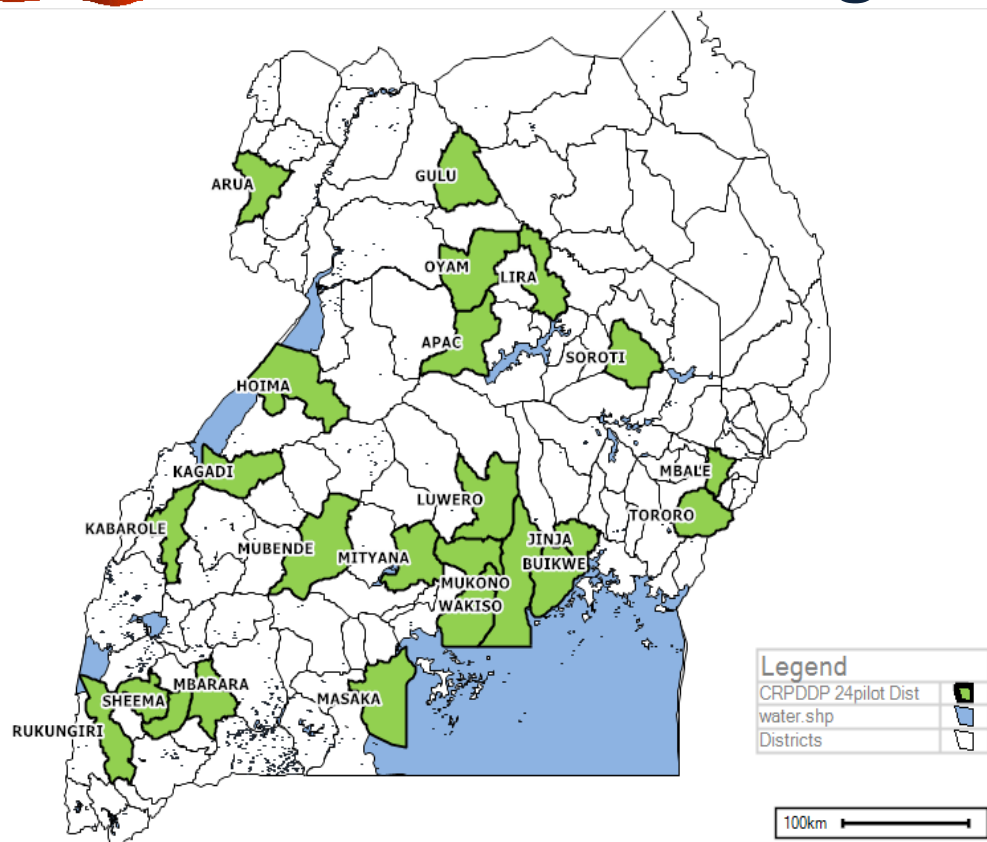 ARUA
GULU
OYAM
LIRA
APAC
SOROTI
HOIMA
KAGADI
MBALE
LUWERO
TORORO
KABAROLE
JINJA
MUBENDE
MITYANA
BUIKWE
MUKONO
WAKISO
MBARARA
SHEEMA
MASAKA
RUKUNGIRI
Legend
CRPDDP 24pilot Dist
water.shp
Districts
100km